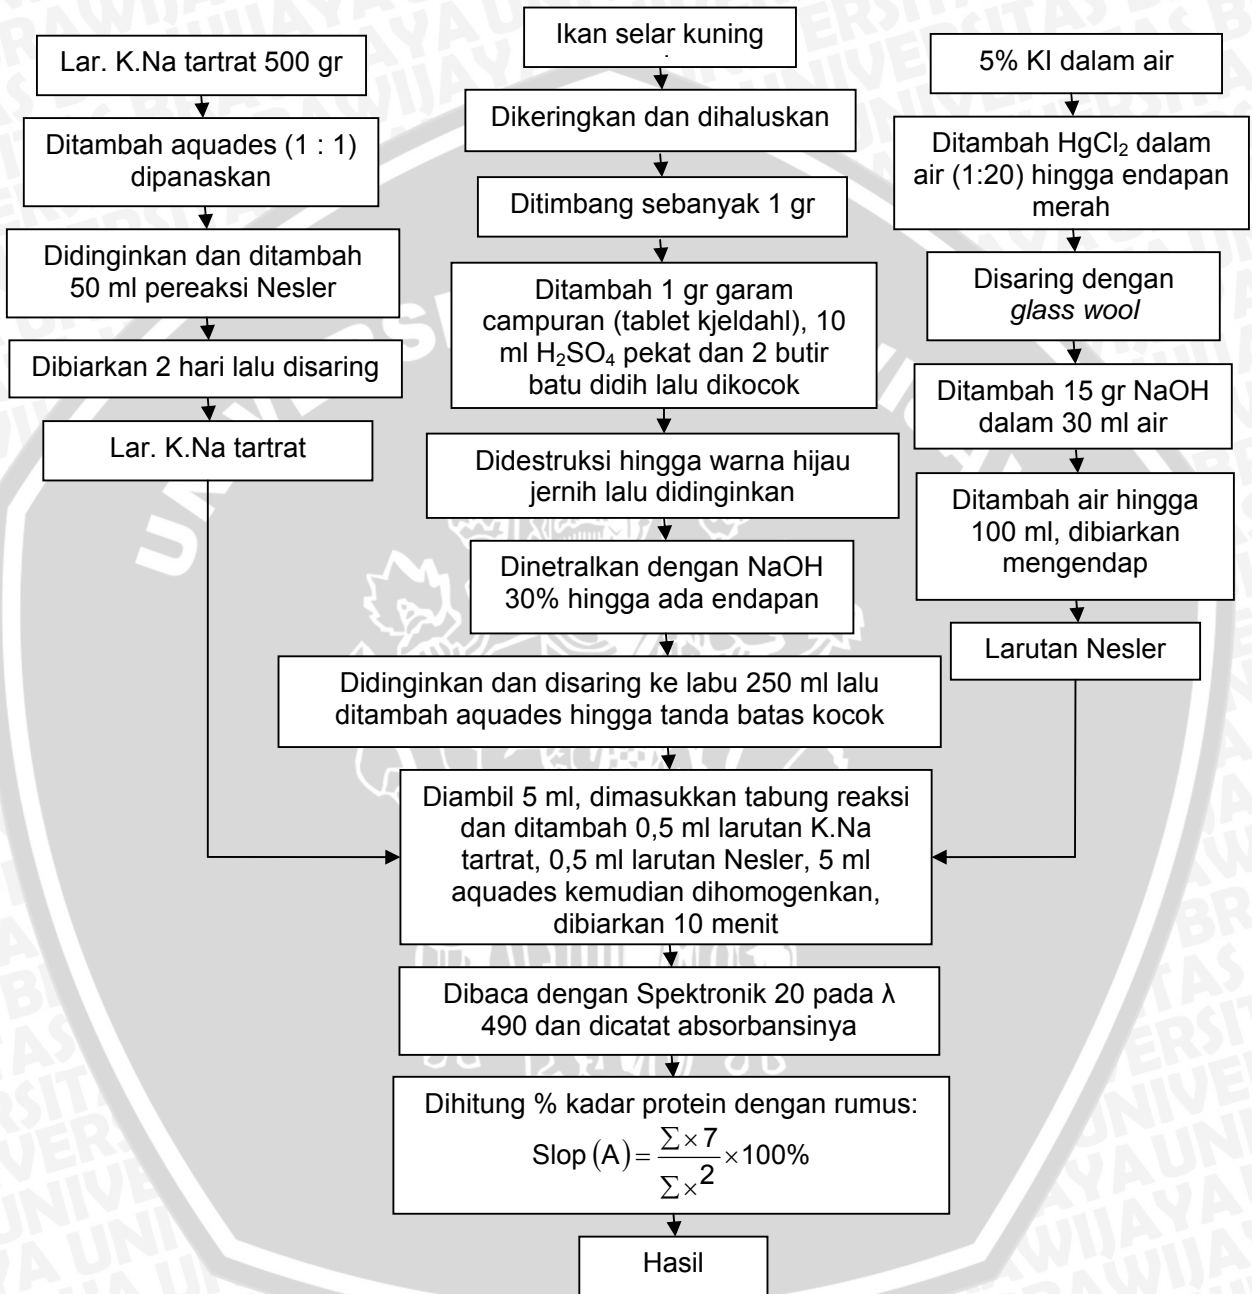 Lar. K.Na tartrat 500 gr
Ditambah aquades (1 : 1)
dipanaskan
Didinginkan dan ditambah
50 ml pereaksi Nesler
Dibiarkan 2 hari lalu disaring
Lar. K.Na tartrat
Ikan selar kuning
.
Dikeringkan dan dihaluskan
Ditimbang sebanyak 1 gr
Ditambah 1 gr garam
campuran (tablet kjeldahl), 10
ml H₂SO₄ pekat dan 2 butir
batu didih lalu dikocok
Didestruksi hingga warna hijau
jernih lalu didinginkan
Dinetralkan dengan NaOH
30% hingga ada endapan
Didinginkan dan disaring ke labu 250 ml lalu
ditambah aquades hingga tanda batas kocok
5% KI dalam air
Ditambah HgCl₂ dalam
air (1:20) hingga endapan
merah
Disaring dengan
glass wool
Ditambah 15 gr NaOH
dalam 30 ml air
Ditambah air hingga
100 ml, dibiarkan
mengendap
Larutan Nesler
Diambil 5 ml, dimasukkan tabung reaksi
dan ditambah 0,5 ml larutan K.Na
tartrat, 0,5 ml larutan Nesler, 5 ml
aquades kemudian dihomogenkan,
dibiarkan 10 menit
Dibaca dengan Spektronik 20 pada λ
490 dan dicatat absorbansinya
Dihitung % kadar protein dengan rumus:
Slop (A) = ∑×7 / ∑×² ×100%
Hasil